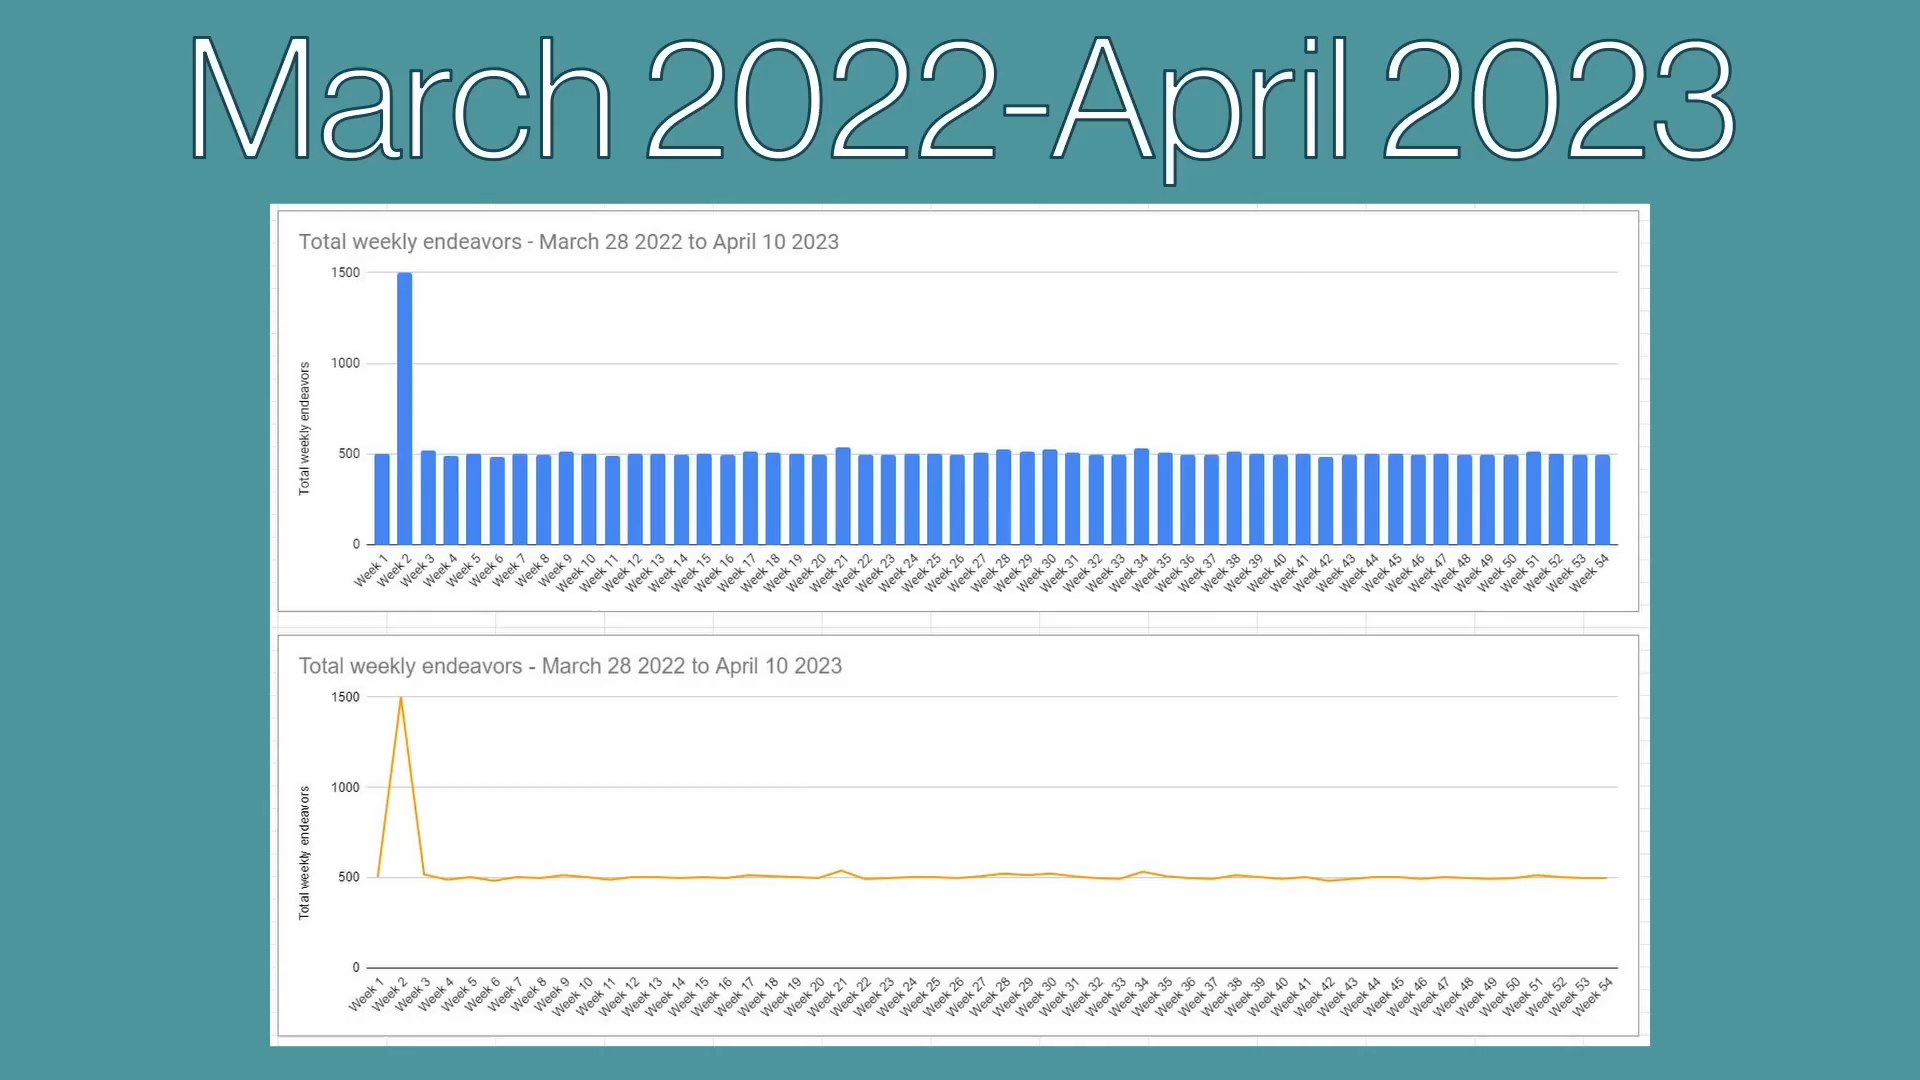 March 2022-April 2023
Total weekly endeavors - March 28 2022 to April 10 2023
Total weekly endeavors
1500
1000
500
0
Week 1
Week 2
Week 3
Week 4
Week 5
Week 6
Week 7
Week 8
Week 9
Week 10
Week 11
Week 12
Week 13
Week 14
Week 15
Week 16
Week 17
Week 18
Week 19
Week 20
Week 21
Week 22
Week 23
Week 24
Week 25
Week 26
Week 27
Week 28
Week 29
Week 30
Week 31
Week 32
Week 33
Week 34
Week 35
Week 36
Week 37
Week 38
Week 39
Week 40
Week 41
Week 42
Week 43
Week 44
Week 45
Week 46
Week 47
Week 48
Week 49
Week 50
Week 51
Week 52
Week 53
Week 54
Total weekly endeavors - March 28 2022 to April 10 2023
Total weekly endeavors
1500
1000
500
0
Week 1
Week 2
Week 3
Week 4
Week 5
Week 6
Week 7
Week 8
Week 9
Week 10
Week 11
Week 12
Week 13
Week 14
Week 15
Week 16
Week 17
Week 18
Week 19
Week 20
Week 21
Week 22
Week 23
Week 24
Week 25
Week 26
Week 27
Week 28
Week 29
Week 30
Week 31
Week 32
Week 33
Week 34
Week 35
Week 36
Week 37
Week 38
Week 39
Week 40
Week 41
Week 42
Week 43
Week 44
Week 45
Week 46
Week 47
Week 48
Week 49
Week 50
Week 51
Week 52
Week 53
Week 54